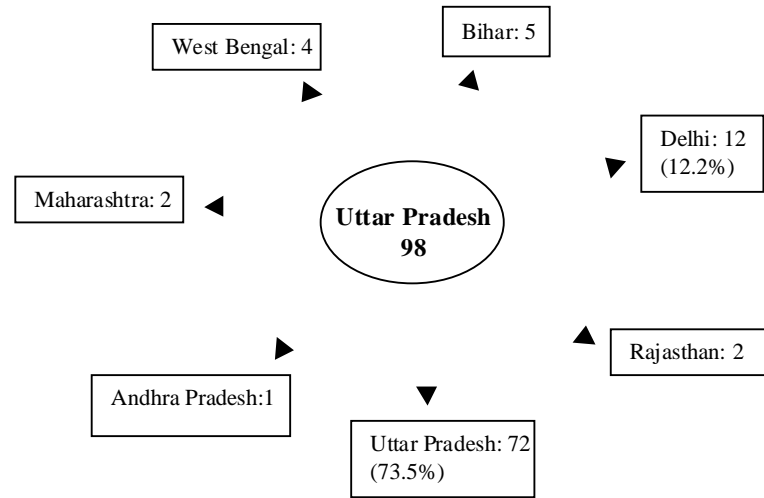 West Bengal: 4
Bihar: 5
Delhi: 12
(12.2%)
Maharashtra: 2
Uttar Pradesh
98
Rajasthan: 2
Andhra Pradesh:1
Uttar Pradesh: 72
(73.5%)